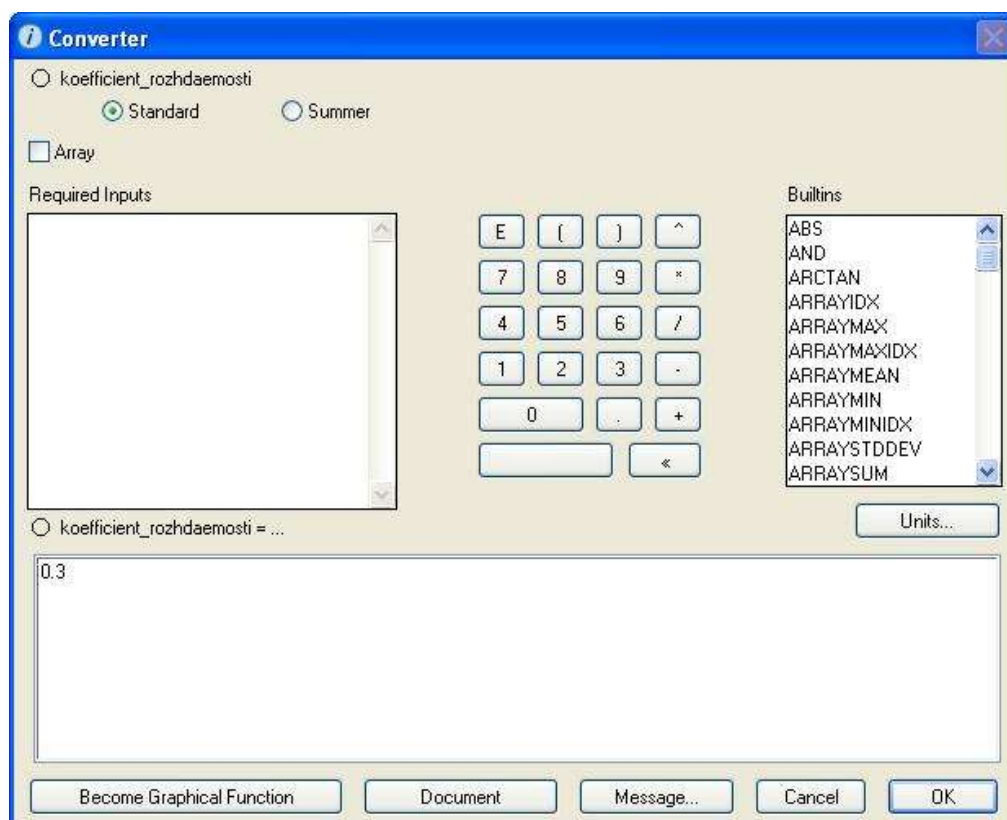 Converter
koefficient_rozhdaemosti
Standard Summer
Array
Required Inputs
Builtins
E ( ) ^
7 8 9 *
4 5 6 /
1 2 3 -
0 . +
«
ABS
AND
ARCTAN
ARRAYIDX
ARRAYMAX
ARRAYMAXIDX
ARRAYMEAN
ARRAYMIN
ARRAYMINIDX
ARRAYSTDDEV
ARRAYSUM
Units...
koefficient_rozhdaemosti = ...
0.3
Become Graphical Function Document Message... Cancel OK